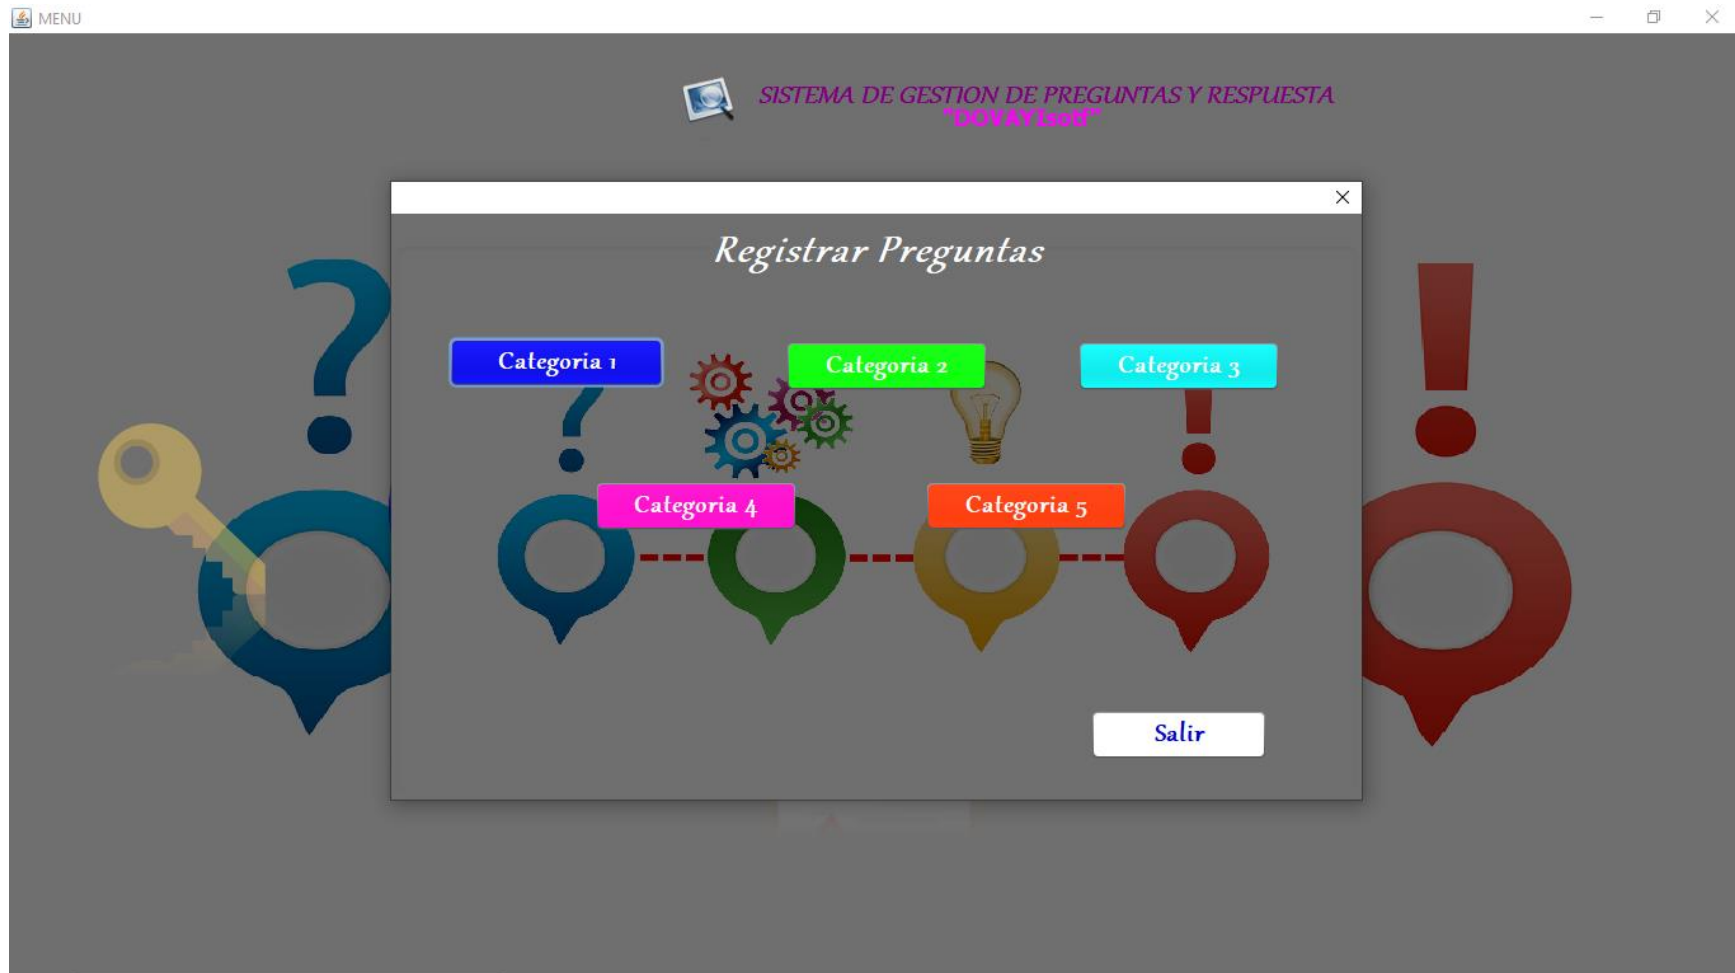 MENU
SISTEMA DE GESTION DE PREGUNTAS Y RESPUESTA
Registrar Preguntas
Categoria 1
Categoria 2
Categoria 3
Categoria 4
Categoria 5
Salir